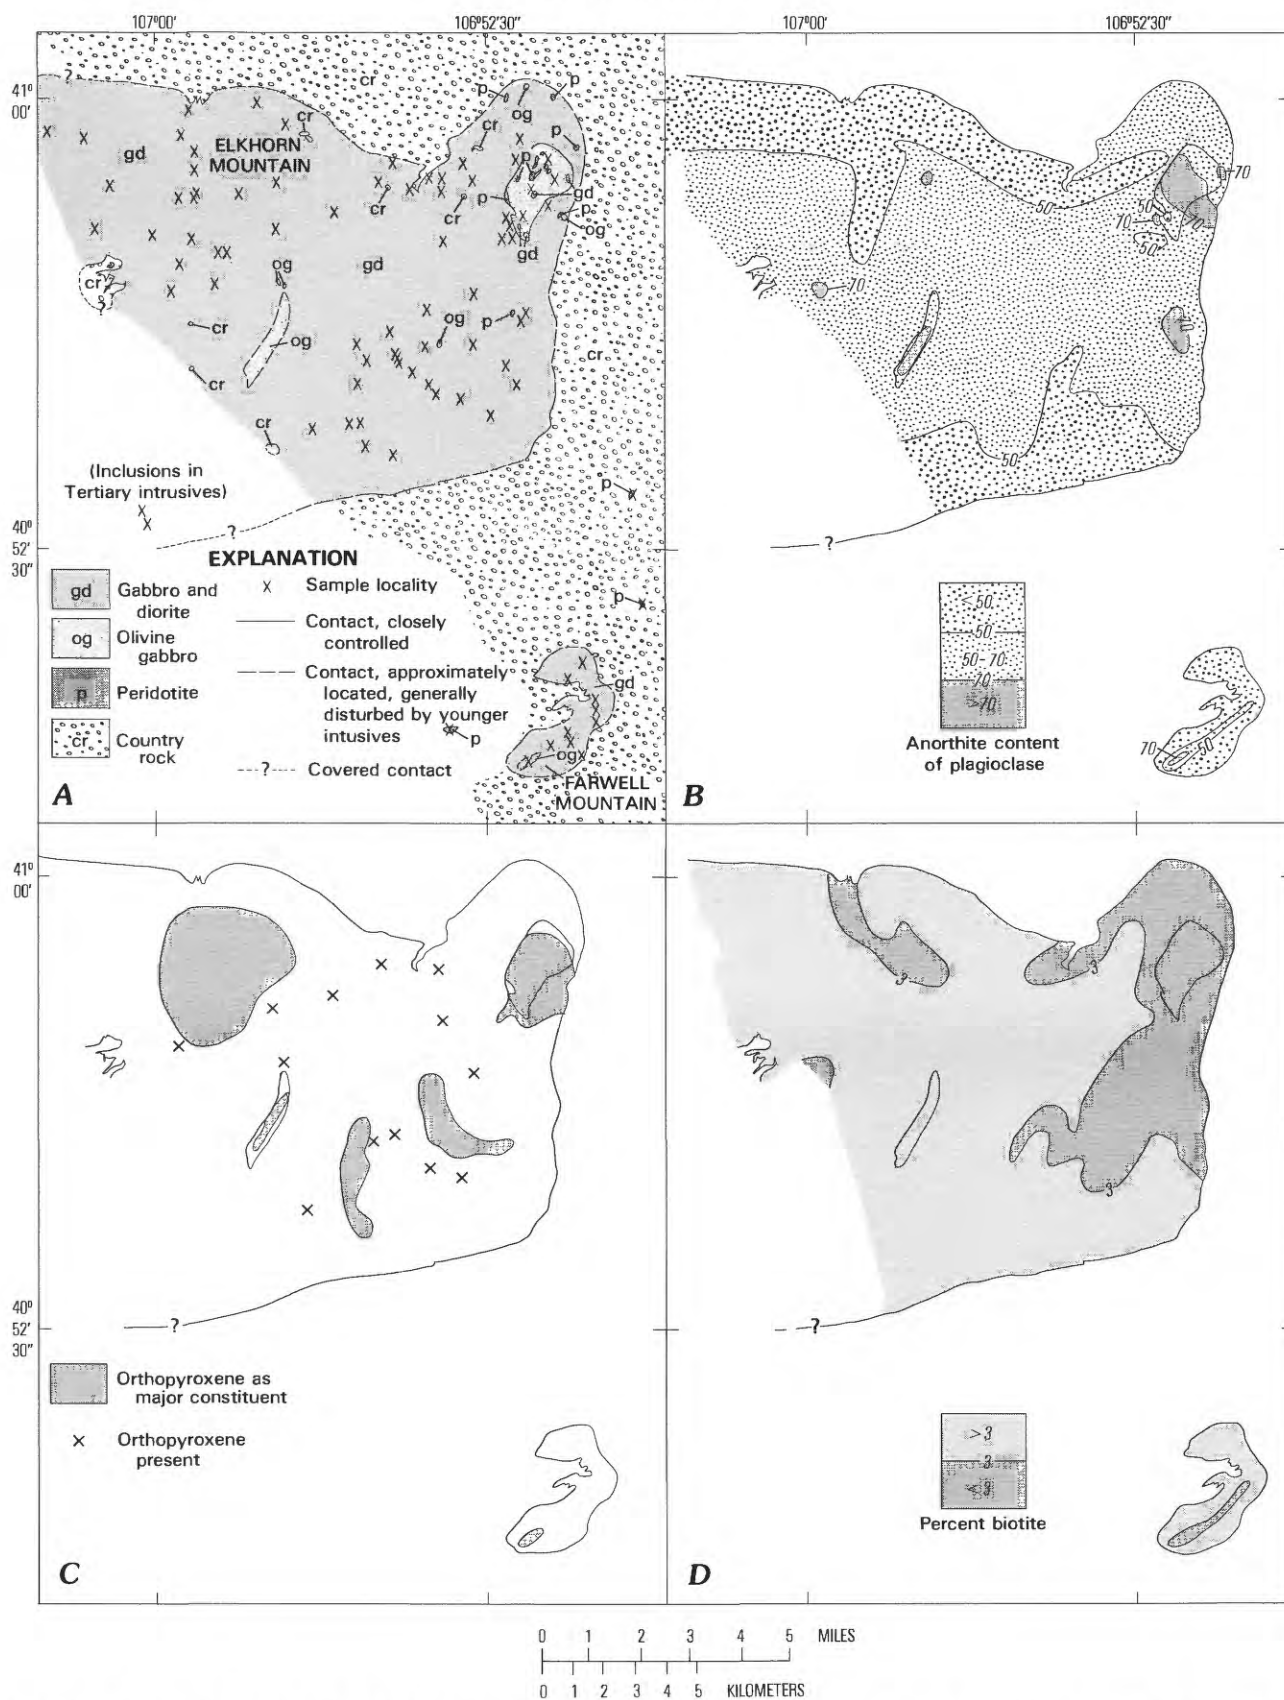 107°00'
106°52'30"
107°00'
106°52'30"
41°
00'
cr
p
p
og
cr
cr
p
ELKHORN
MOUNTAIN
gd
p
gd
cr
cr
p
p
og
gd
og
gd
cr
?
cr
og
og
p
cr
cr
cr
(Inclusions in
Tertiary intrusives)
p
?
40°
52'
30"
EXPLANATION
gd Gabbro and
diorite
og Olivine
gabbro
p Peridotite
cr Country
rock
X Sample locality
Contact, closely
controlled
Contact, approximately
located, generally
disturbed by younger
intrusives
? Covered contact
p
p
gd
og
FARWELL
MOUNTAIN
A
50
50
70
70
70
50
70
70
50
?
<50
50
50-70
70
>70
Anorthite content
of plagioclase
70
50
B
41°
00'
?
40°
52'
30"
Orthopyroxene as
major constituent
× Orthopyroxene
present
C
3
3
3
?
>3
3
<3
Percent biotite
D
0 1 2 3 4 5 MILES
0 1 2 3 4 5 KILOMETERS